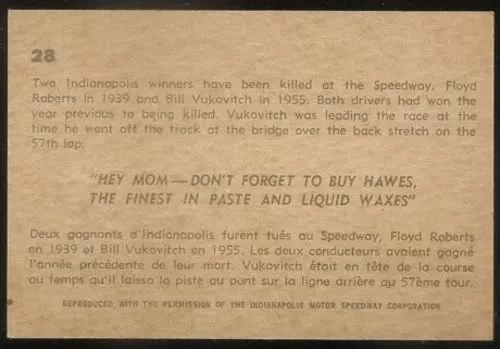 28
Two Indianapolis winners have been killed at the Speedway. Floyd
Roberts in 1939 and Bill Vukovitch in 1955. Both drivers had won the
year previous to being killed. Vukovitch was leading the race at the
time he went off the track at the bridge over the back stretch on the
57th lap.
"HEY MOM — DON'T FORGET TO BUY HAWES,
THE FINEST IN PASTE AND LIQUID WAXES"
Deux gagnants d'Indianapolis furent tués au Speedway, Floyd Roberts
en 1939 et Bill Vukovitch en 1955. Les deux conducteurs avaient gagné
l'année précédente de leur mort. Vukovitch était en tête de la course
au temps qu'il laissa la piste au pont sur la ligne arrière au 57ème tour.
REPRODUCED WITH THE PERMISSION OF THE INDIANAPOLIS MOTOR SPEEDWAY CORPORATION